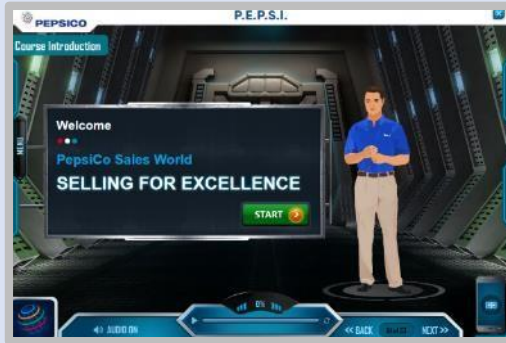 PEPSICO
P.E.P.S.I.
Course Introduction
MENU
Welcome
PepsiCo Sales World
SELLING FOR EXCELLENCE
START
0%
AUDIO ON
<< BACK
NEXT >>